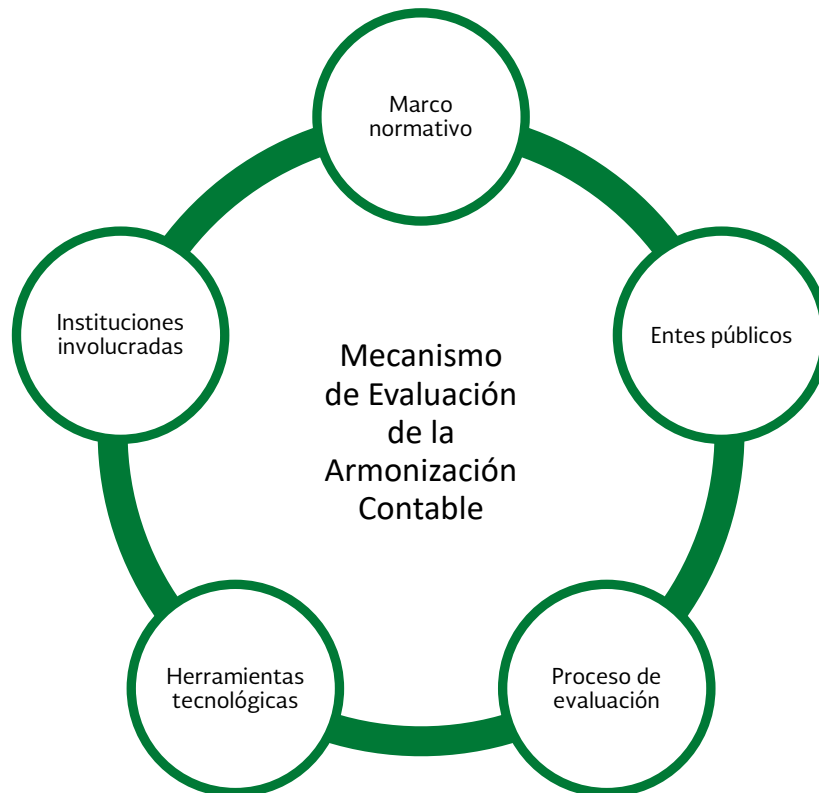 Marco
normativo
Entes públicos
Proceso de
evaluación
Herramientas
tecnológicas
Instituciones
involucradas
Mecanismo
de Evaluación
de la
Armonización
Contable